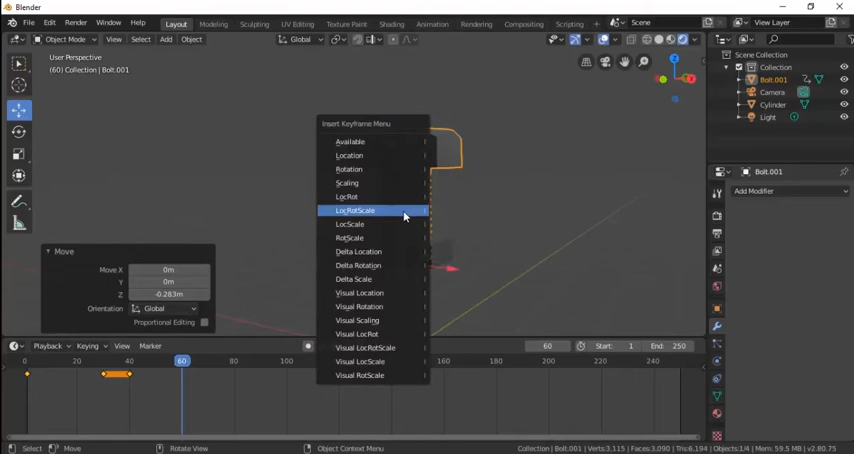 Blender
File Edit Render Window Help Layout Modeling Sculpting UV Editing Texture Paint Shading Animation Rendering Compositing Scripting + Scene View Layer
Object Mode View Select Add Object Global
User Perspective
(60) Collection | Bolt.001
Z
Scene Collection
Collection
Bolt.001
Camera
Cylinder
Light
Bolt.001
Add Modifier
Insert Keyframe Menu
Available I
Location I
Rotation I
Scaling I
LocRot I
LocRotScale I
LocScale I
RotScale I
Delta Location I
Delta Rotation I
Delta Scale I
Visual Location I
Visual Rotation I
Visual Scaling I
Visual LocRot I
Visual LocRotScale I
Visual LocScale I
Visual RotScale I
Move
Move X 0m
Y 0m
Z -0.283m
Orientation Global
Proportional Editing
Playback Keying View Marker 60 Start: 1 End: 250
0 20 40 60 80 100 160 180 200 220 240
Select Move Rotate View Object Context Menu Collection | Bolt.001 | Verts:3,115 | Faces:3,090 | Tris:6,194 | Objects:1/4 | Mem: 59.5 MB | v2.80.75